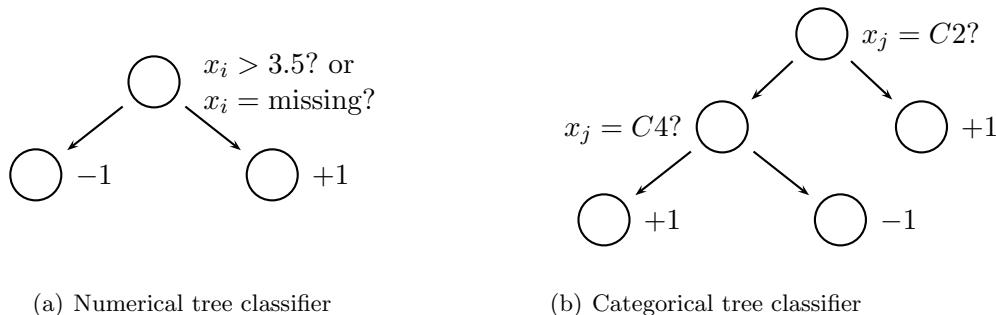 x_i > 3.5? or
x_i = missing?
−1
+1
(a) Numerical tree classifier
x_j = C2?
x_j = C4?
+1
+1
−1
(b) Categorical tree classifier